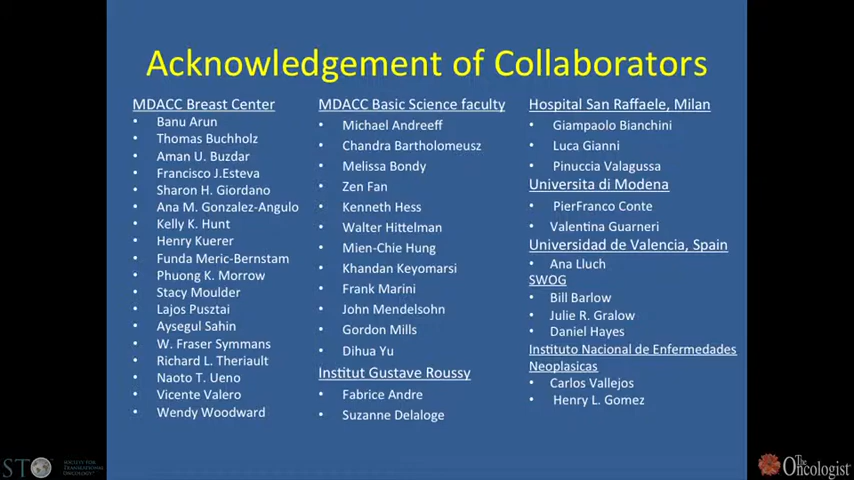 Acknowledgement of Collaborators
MDACC Breast Center
• Banu Arun
• Thomas Buchholz
• Aman U. Buzdar
• Francisco J.Esteva
• Sharon H. Giordano
• Ana M. Gonzalez-Angulo
• Kelly K. Hunt
• Henry Kuerer
• Funda Meric-Bernstam
• Phuong K. Morrow
• Stacy Moulder
• Lajos Pusztai
• Aysegul Sahin
• W. Fraser Symmans
• Richard L. Theriault
• Naoto T. Ueno
• Vicente Valero
• Wendy Woodward
MDACC Basic Science faculty
• Michael Andreeff
• Chandra Bartholomeusz
• Melissa Bondy
• Zen Fan
• Kenneth Hess
• Walter Hittelman
• Mien-Chie Hung
• Khandan Keyomarsi
• Frank Marini
• John Mendelsohn
• Gordon Mills
• Dihua Yu
Institut Gustave Roussy
• Fabrice Andre
• Suzanne Delaloge
Hospital San Raffaele, Milan
• Giampaolo Bianchini
• Luca Gianni
• Pinuccia Valagussa
Universita di Modena
• PierFranco Conte
• Valentina Guarneri
Universidad de Valencia, Spain
• Ana Lluch
SWOG
• Bill Barlow
• Julie R. Gralow
• Daniel Hayes
Instituto Nacional de Enfermedades
Neoplasicas
• Carlos Vallejos
• Henry L. Gomez
STO
SOCIETY FOR
TRANSLATIONAL
ONCOLOGY
The
Oncologist